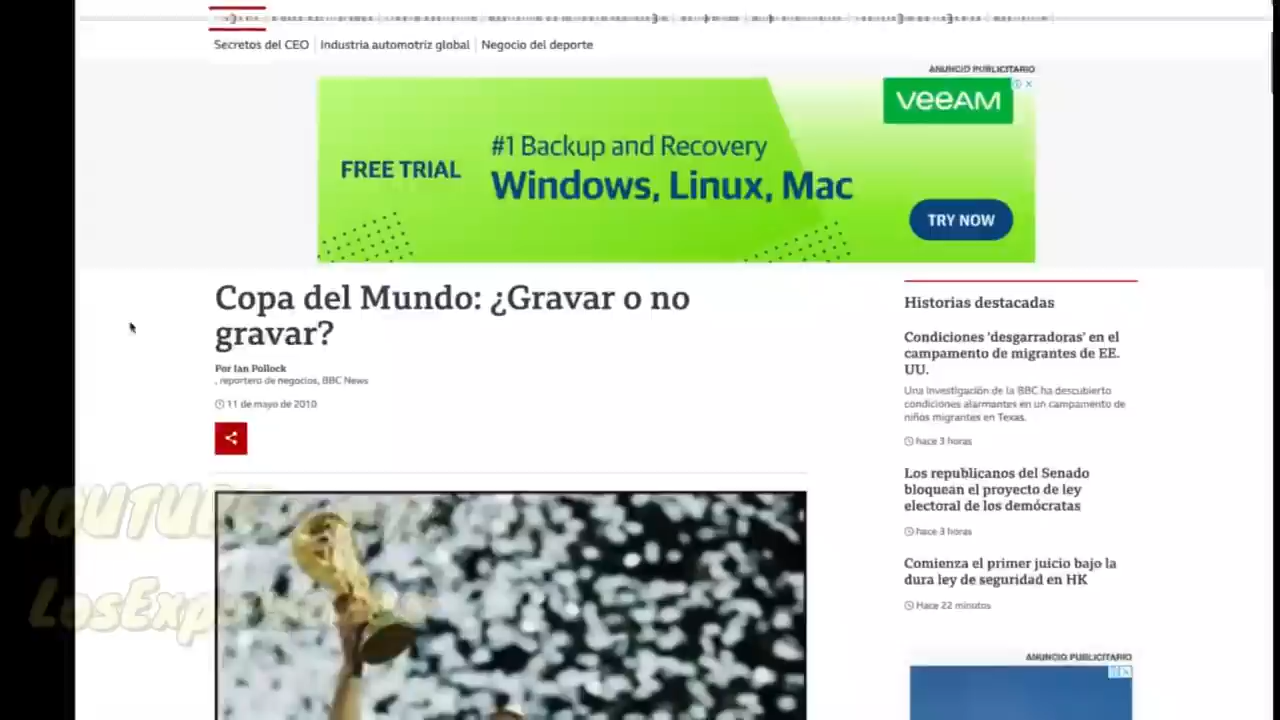 Secretos del CEO
Industria automotriz global
Negocio del deporte
ANUNCIO PUBLICITARIO
VEEAM
FREE TRIAL
#1 Backup and Recovery
Windows, Linux, Mac
TRY NOW
Copa del Mundo: ¿Gravar o no
gravar?
Por Ian Pollock
, reportero de negocios, BBC News
11 de mayo de 2010
Historias destacadas
Condiciones 'desgarradoras' en el
campamento de migrantes de EE.
UU.
Una investigación de la BBC ha descubierto
condiciones alarmantes en un campamento de
niños migrantes en Texas.
hace 3 horas
Los republicanos del Senado
bloquean el proyecto de ley
electoral de los demócratas
hace 3 horas
Comienza el primer juicio bajo la
dura ley de seguridad en HK
Hace 22 minutos
ANUNCIO PUBLICITARIO